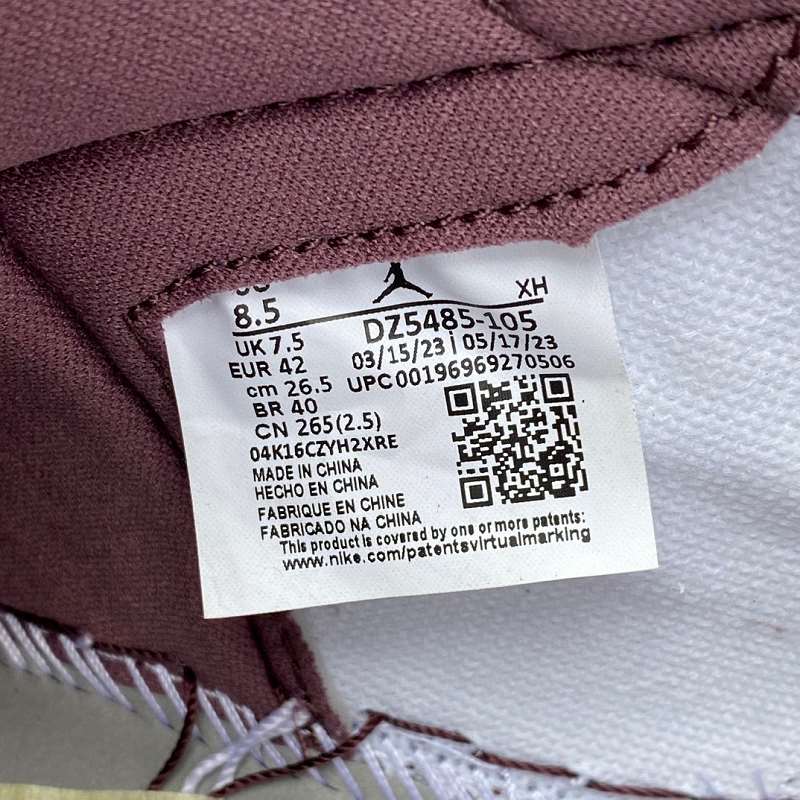 8.5
XH
DZ5485-105
UK 7.5
03/15/23 | 05/17/23
EUR 42
UPC 00196969270506
cm 26.5
BR 40
CN 265(2.5)
04K16CZYH2XRE
MADE IN CHINA
HECHO EN CHINA
FABRIQUE EN CHINE
FABRICADO NA CHINA
This product is covered by one or more patents:
www.nike.com/patentsvirtualmarking